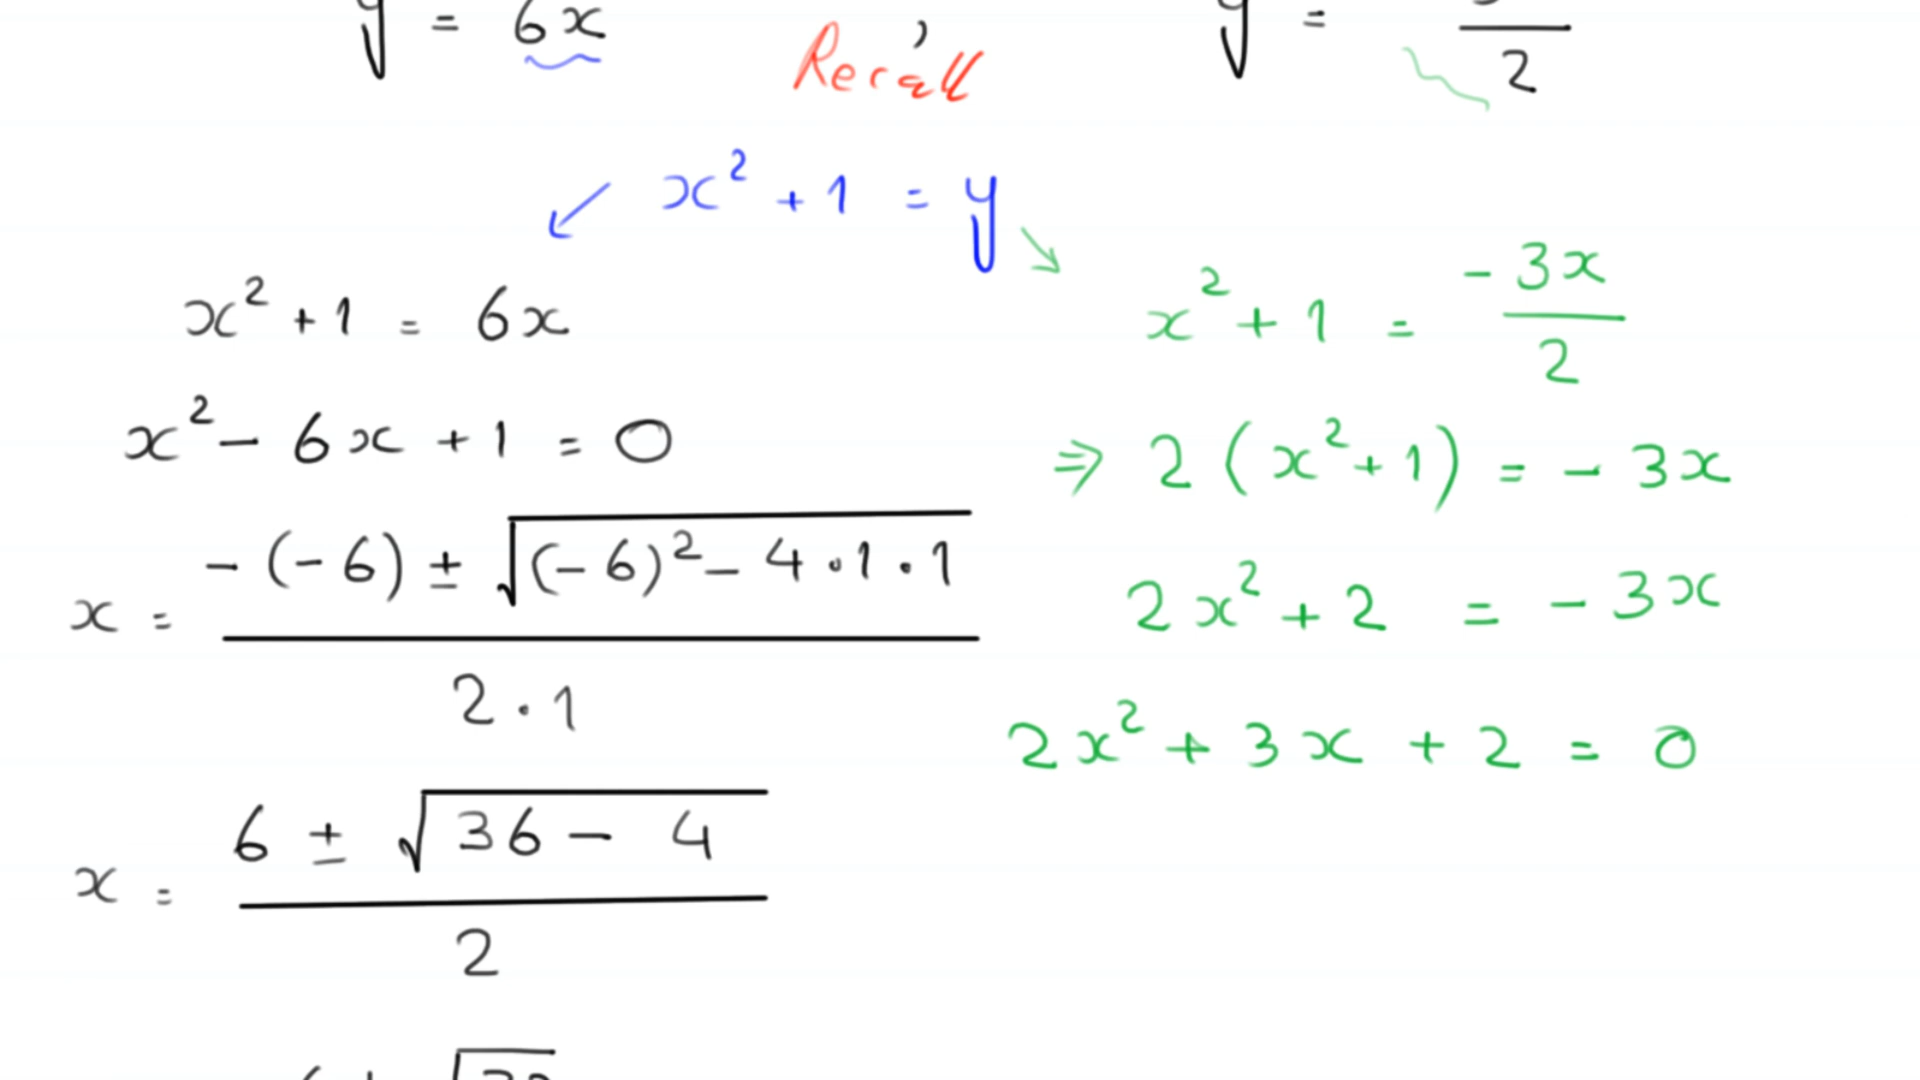 y = 6x , y = 
2
Recall
x² + 1 = y
x² + 1 = 6x
x² - 6x + 1 = 0
x = (-(-6) ± √((-6)² - 4·1·1)) / (2·1)
x = (6 ± √(36 - 4)) / 2
x² + 1 = -3x / 2
⇒ 2(x² + 1) = -3x
2x² + 2 = -3x
2x² + 3x + 2 = 0